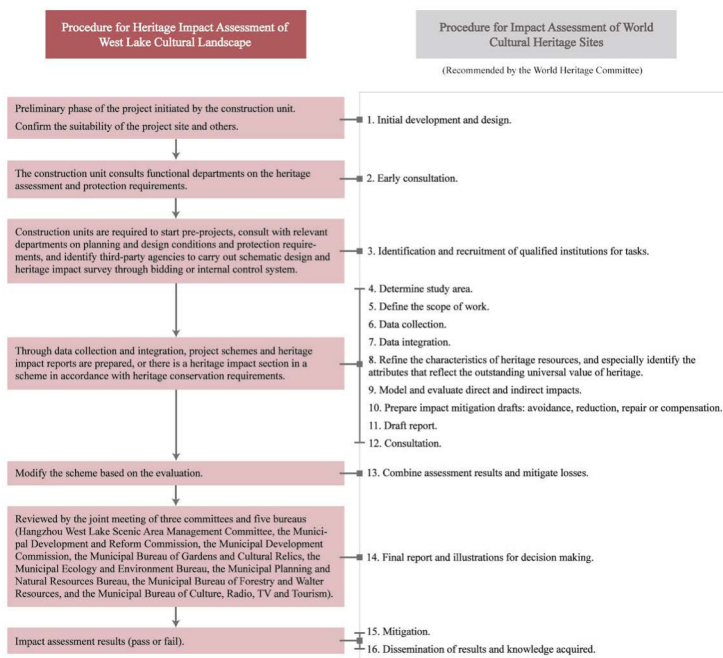 Procedure for Heritage Impact Assessment of
West Lake Cultural Landscape
Procedure for Impact Assessment of World
Cultural Heritage Sites
(Recommended by the World Heritage Committee)
Preliminary phase of the project initiated by the construction unit.
Confirm the suitability of the project site and others.
1. Initial development and design.
The construction unit consults functional departments on the heritage
assessment and protection requirements.
2. Early consultation.
Construction units are required to start pre-projects, consult with relevant
departments on planning and design conditions and protection require-
ments, and identify third-party agencies to carry out schematic design and
heritage impact survey through bidding or internal control system.
3. Identification and recruitment of qualified institutions for tasks.
Through data collection and integration, project schemes and heritage
impact reports are prepared, or there is a heritage impact section in a
scheme in accordance with heritage conservation requirements.
4. Determine study area.
5. Define the scope of work.
6. Data collection.
7. Data integration.
8. Refine the characteristics of heritage resources, and especially identify the
attributes that reflect the outstanding universal value of heritage.
9. Model and evaluate direct and indirect impacts.
10. Prepare impact mitigation drafts: avoidance, reduction, repair or compensation.
11. Draft report.
12. Consultation.
Modify the scheme based on the evaluation.
13. Combine assessment results and mitigate losses.
Reviewed by the joint meeting of three committees and five bureaus
(Hangzhou West Lake Scenic Area Management Committee, the Munici-
pal Development and Reform Commission, the Municipal Development
Commission, the Municipal Bureau of Gardens and Cultural Relics, the
Municipal Ecology and Environment Bureau, the Municipal Planning and
Natural Resources Bureau, the Municipal Bureau of Forestry and Walter
Resources, and the Municipal Bureau of Culture, Radio, TV and Tourism).
14. Final report and illustrations for decision making.
Impact assessment results (pass or fail).
15. Mitigation.
16. Dissemination of results and knowledge acquired.